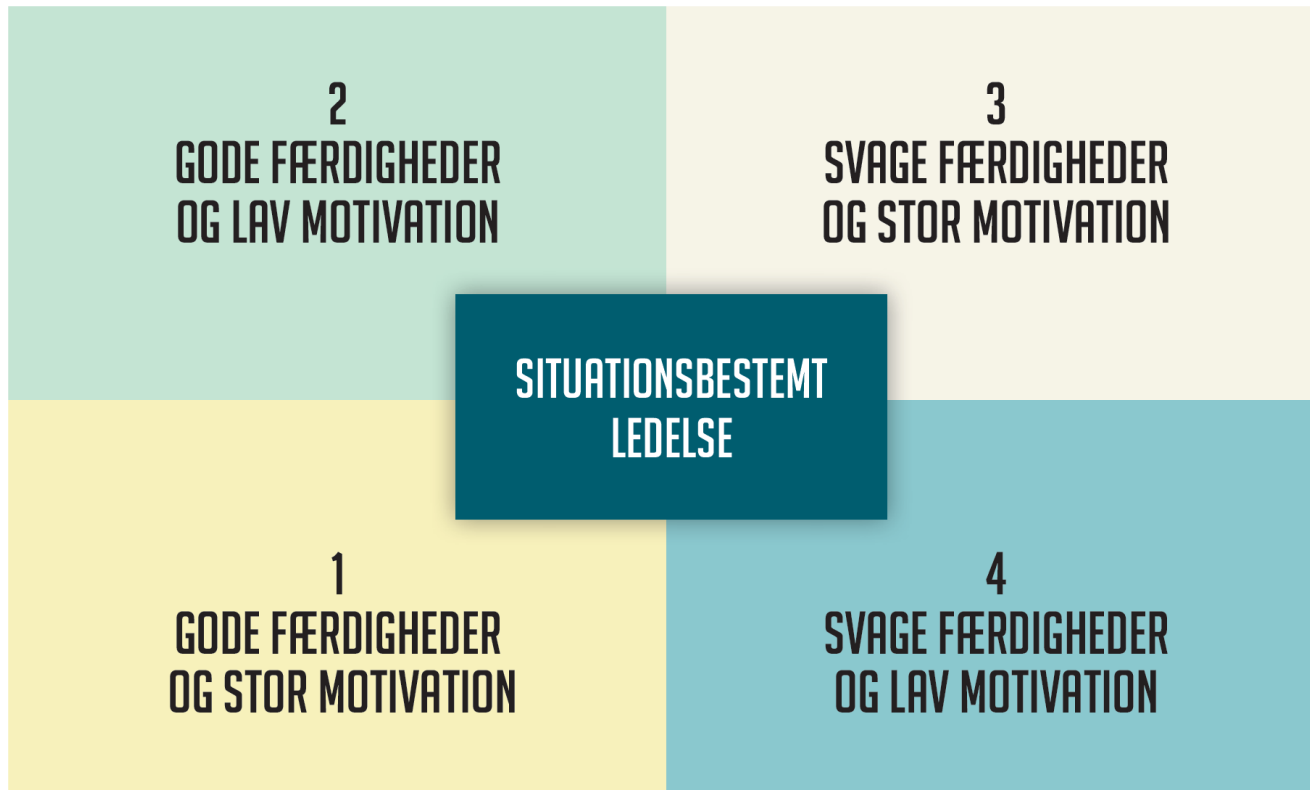 2
GODE FÆRDIGHEDER
OG LAV MOTIVATION
3
SVAGE FÆRDIGHEDER
OG STOR MOTIVATION
SITUATIONSBESTEMT
LEDELSE
1
GODE FÆRDIGHEDER
OG STOR MOTIVATION
4
SVAGE FÆRDIGHEDER
OG LAV MOTIVATION